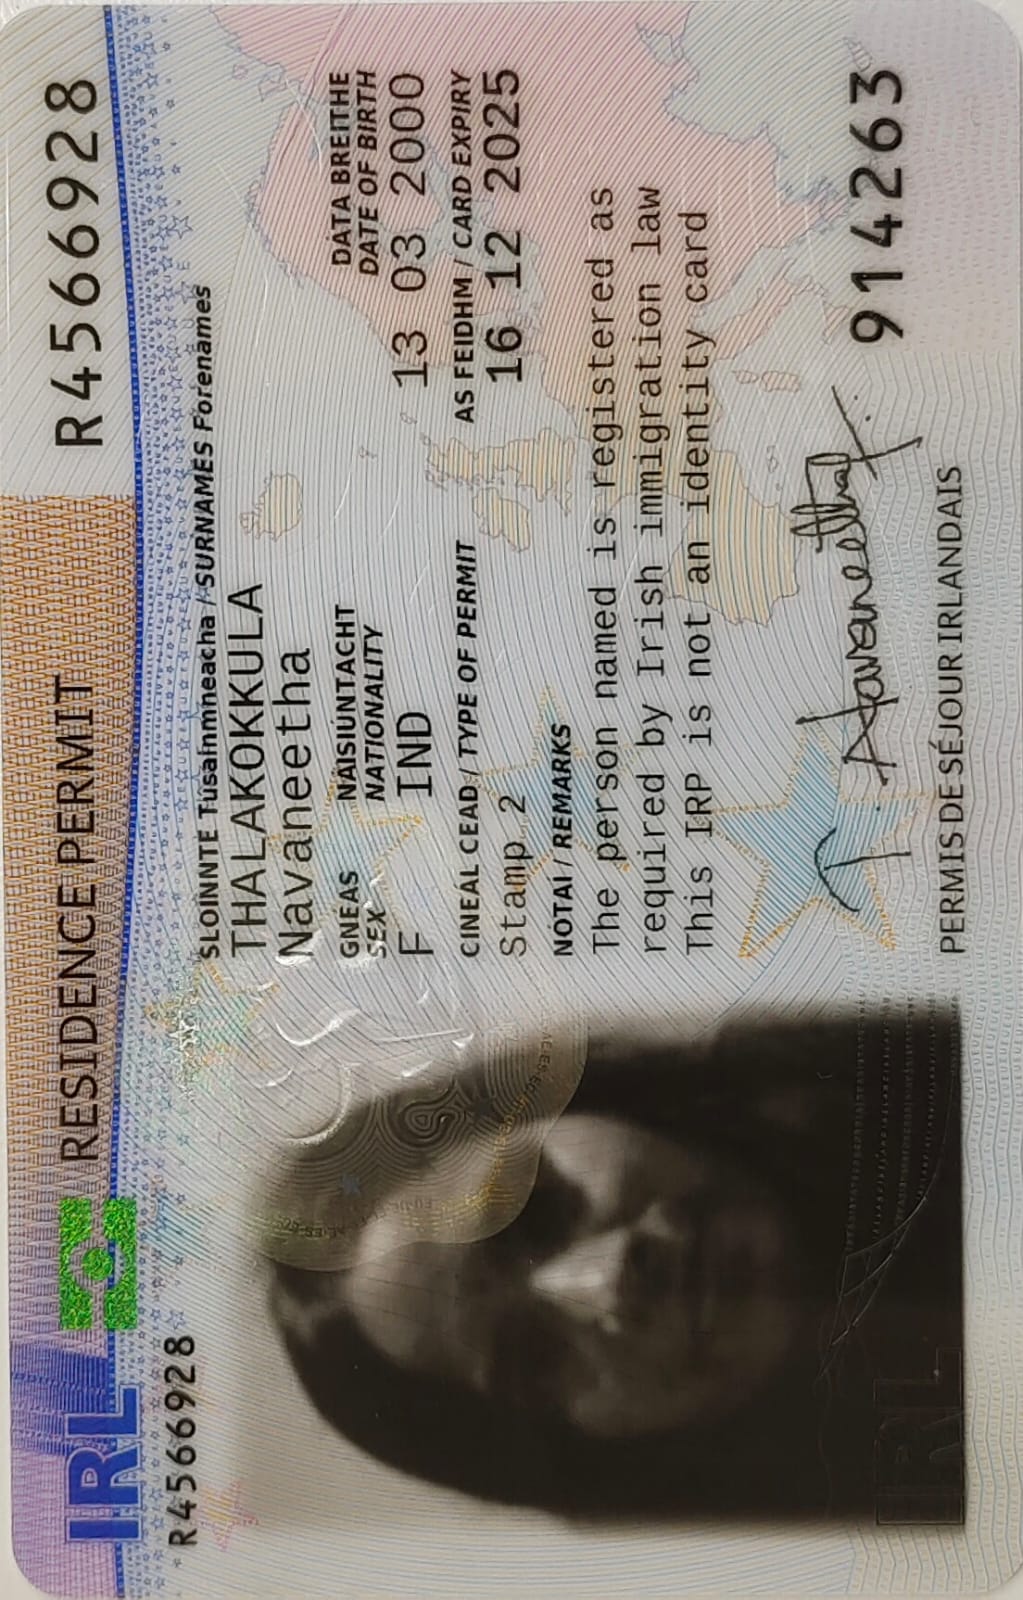 IRL RESIDENCE PERMIT R4566928
R4566928
SLOINNTE Tusainmneacha / SURNAMES Forenames
THALAKOKKULA
Navaneetha
GNÉAS NAISIÚNTACHT DATA BREITHE
SEX NATIONALITY DATE OF BIRTH
F IND 13 03 2000
CINEÁL CEAD / TYPE OF PERMIT AS FEIDHM / CARD EXPIRY
Stamp 2 16 12 2025
NOTAÍ / REMARKS
The person named is registered as
required by Irish immigration law
This IRP is not an identity card
T. Navaneetha
914263
PERMIS DE SÉJOUR IRLANDAIS
IRL